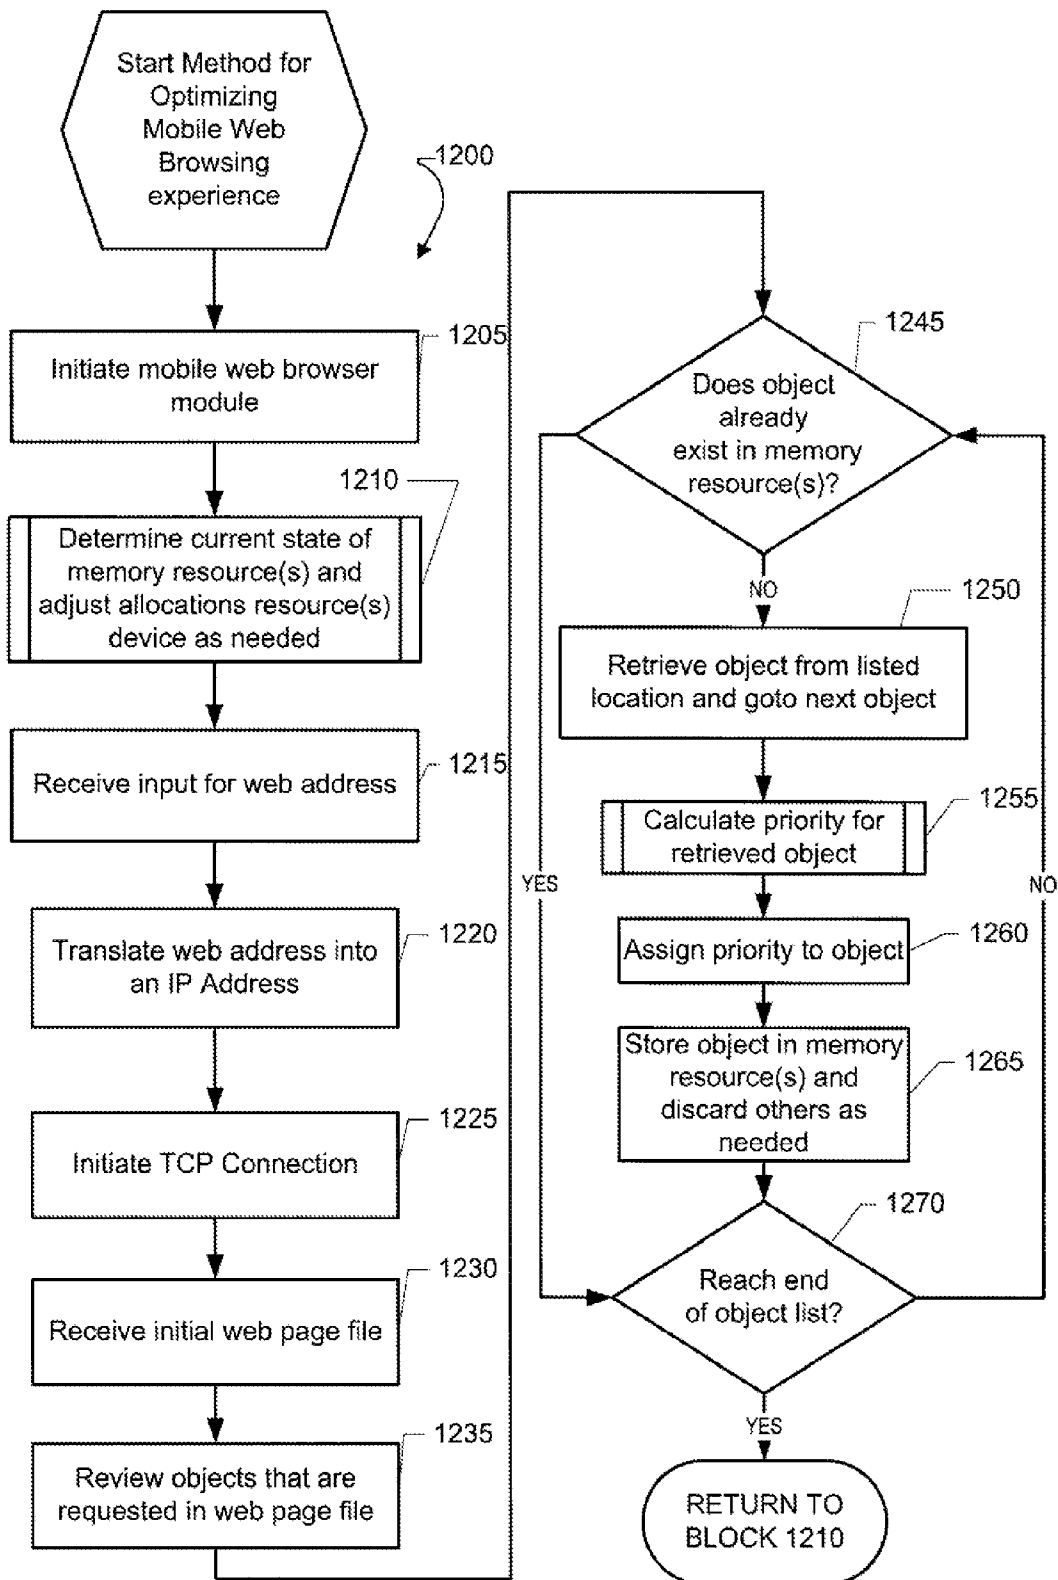 Start Method for
Optimizing
Mobile Web
Browsing
experience
1200
1205
Initiate mobile web browser
module
1210
Determine current state of
memory resource(s) and
adjust allocations resource(s)
device as needed
1215
Receive input for web address
1220
Translate web address into
an IP Address
1225
Initiate TCP Connection
1230
Receive initial web page file
1235
Review objects that are
requested in web page file
1245
Does object
already
exist in memory
resource(s)?
NO
1250
Retrieve object from listed
location and goto next object
1255
Calculate priority for
retrieved object
YES
NO
1260
Assign priority to object
1265
Store object in memory
resource(s) and
discard others as
needed
1270
Reach end
of object list?
YES
RETURN TO
BLOCK 1210